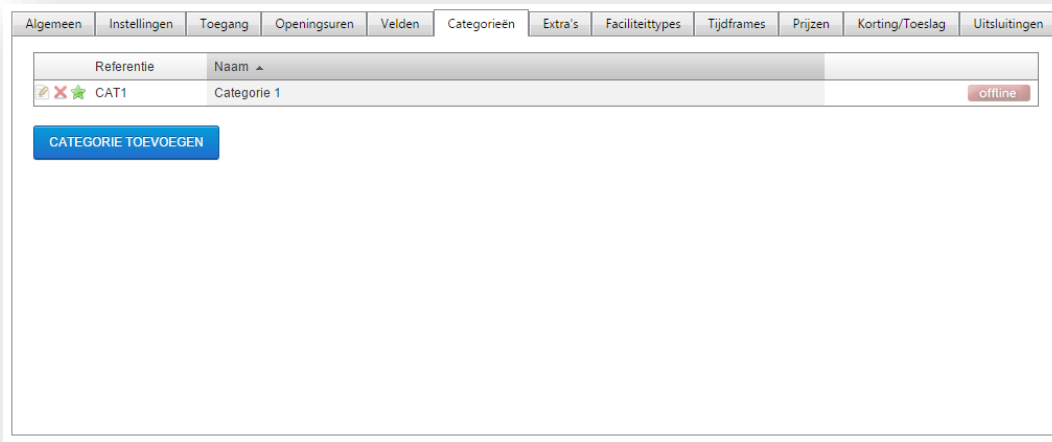 Algemeen Instellingen Toegang Openingsuren Velden Categorieën Extra's Faciliteittypes Tijdframes Prijzen Korting/Toeslag Uitsluitingen
Referentie Naam
CAT1 Categorie 1 offline
CATEGORIE TOEVOEGEN